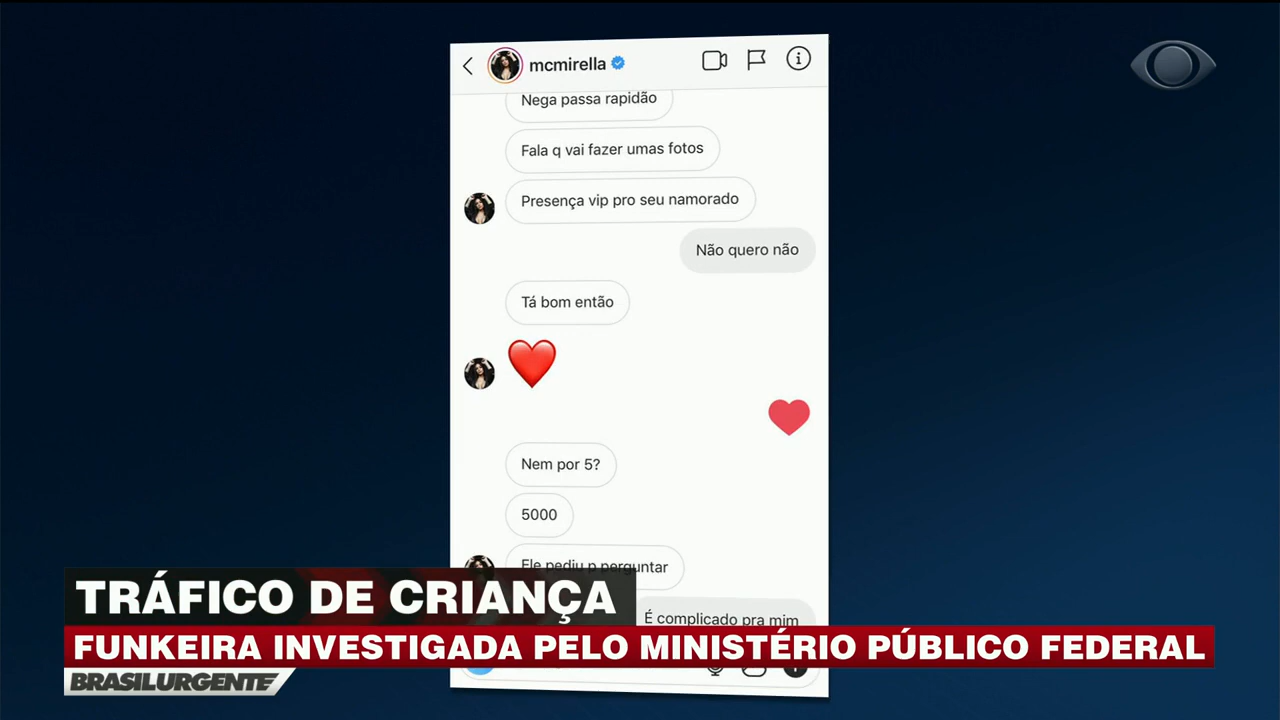 mcmirella
Nega passa rapidão
Fala q vai fazer umas fotos
Presença vip pro seu namorado
Não quero não
Tá bom então
Nem por 5?
5000
Ele pediu p perguntar
É complicado pra mim
TRÁFICO DE CRIANÇA
FUNKEIRA INVESTIGADA PELO MINISTÉRIO PÚBLICO FEDERAL
BRASILURGENTE